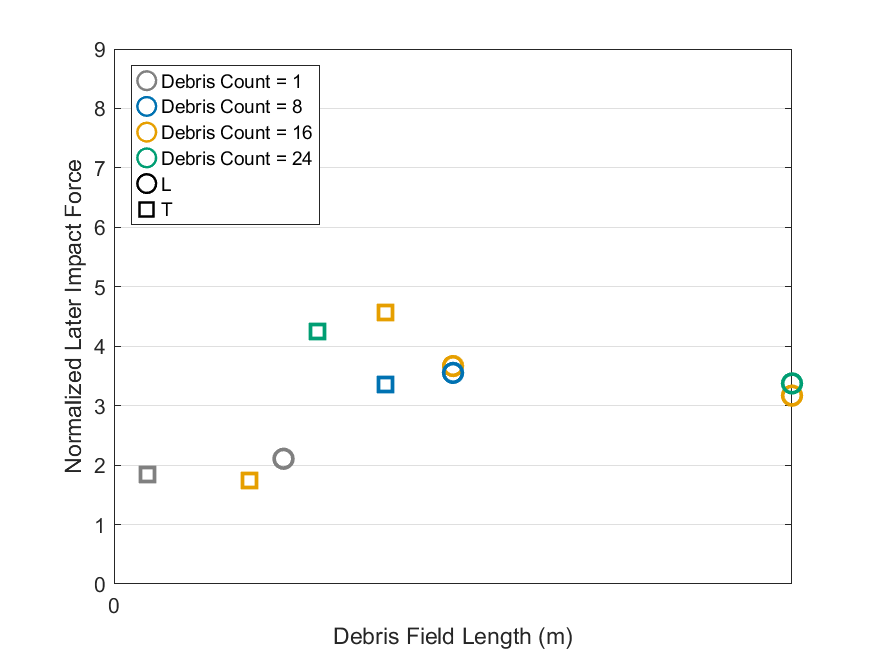 9
8
7
6
5
4
3
2
1
0
0
Normalized Later Impact Force
Debris Field Length (m)
Debris Count = 1
Debris Count = 8
Debris Count = 16
Debris Count = 24
L
T